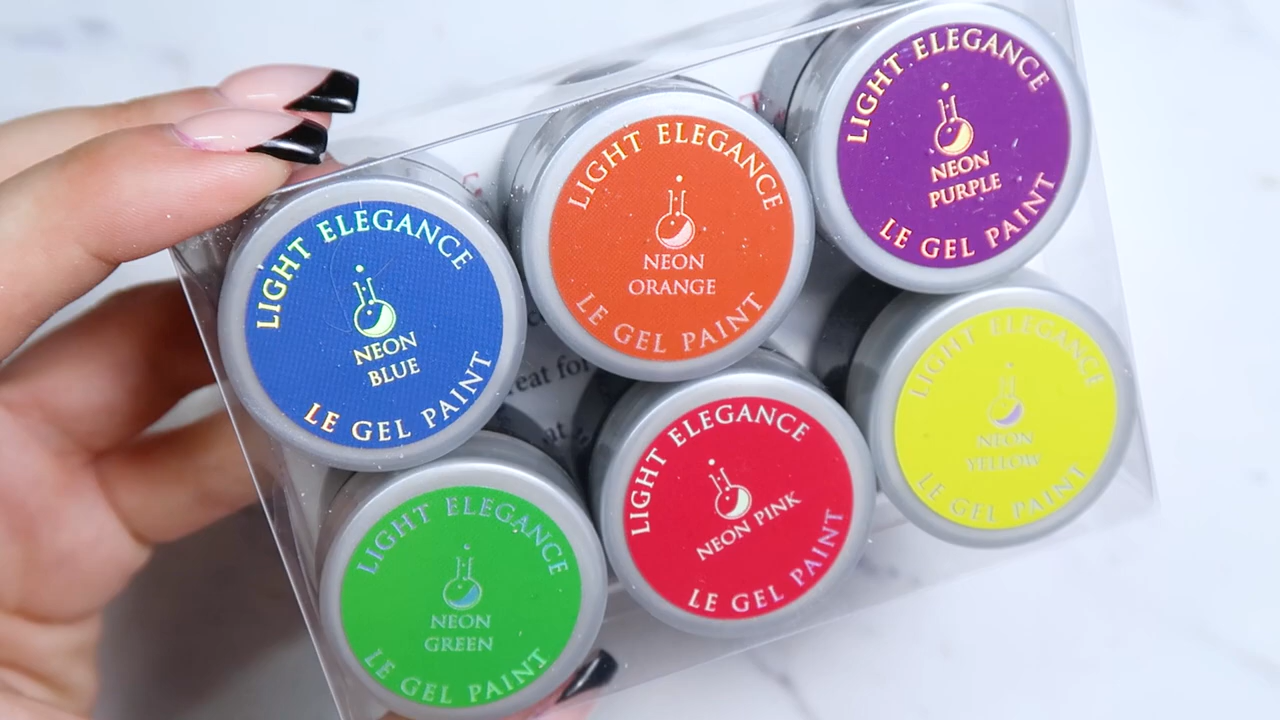 LIGHT ELEGANCE
NEON
BLUE
LE GEL PAINT
LIGHT ELEGANCE
NEON
ORANGE
LE GEL PAINT
LIGHT ELEGANCE
NEON
PURPLE
LE GEL PAINT
LIGHT ELEGANCE
NEON
GREEN
LE GEL PAINT
LIGHT ELEGANCE
NEON PINK
LE GEL PAINT
LIGHT ELEGANCE
NEON
YELLOW
LE GEL PAINT